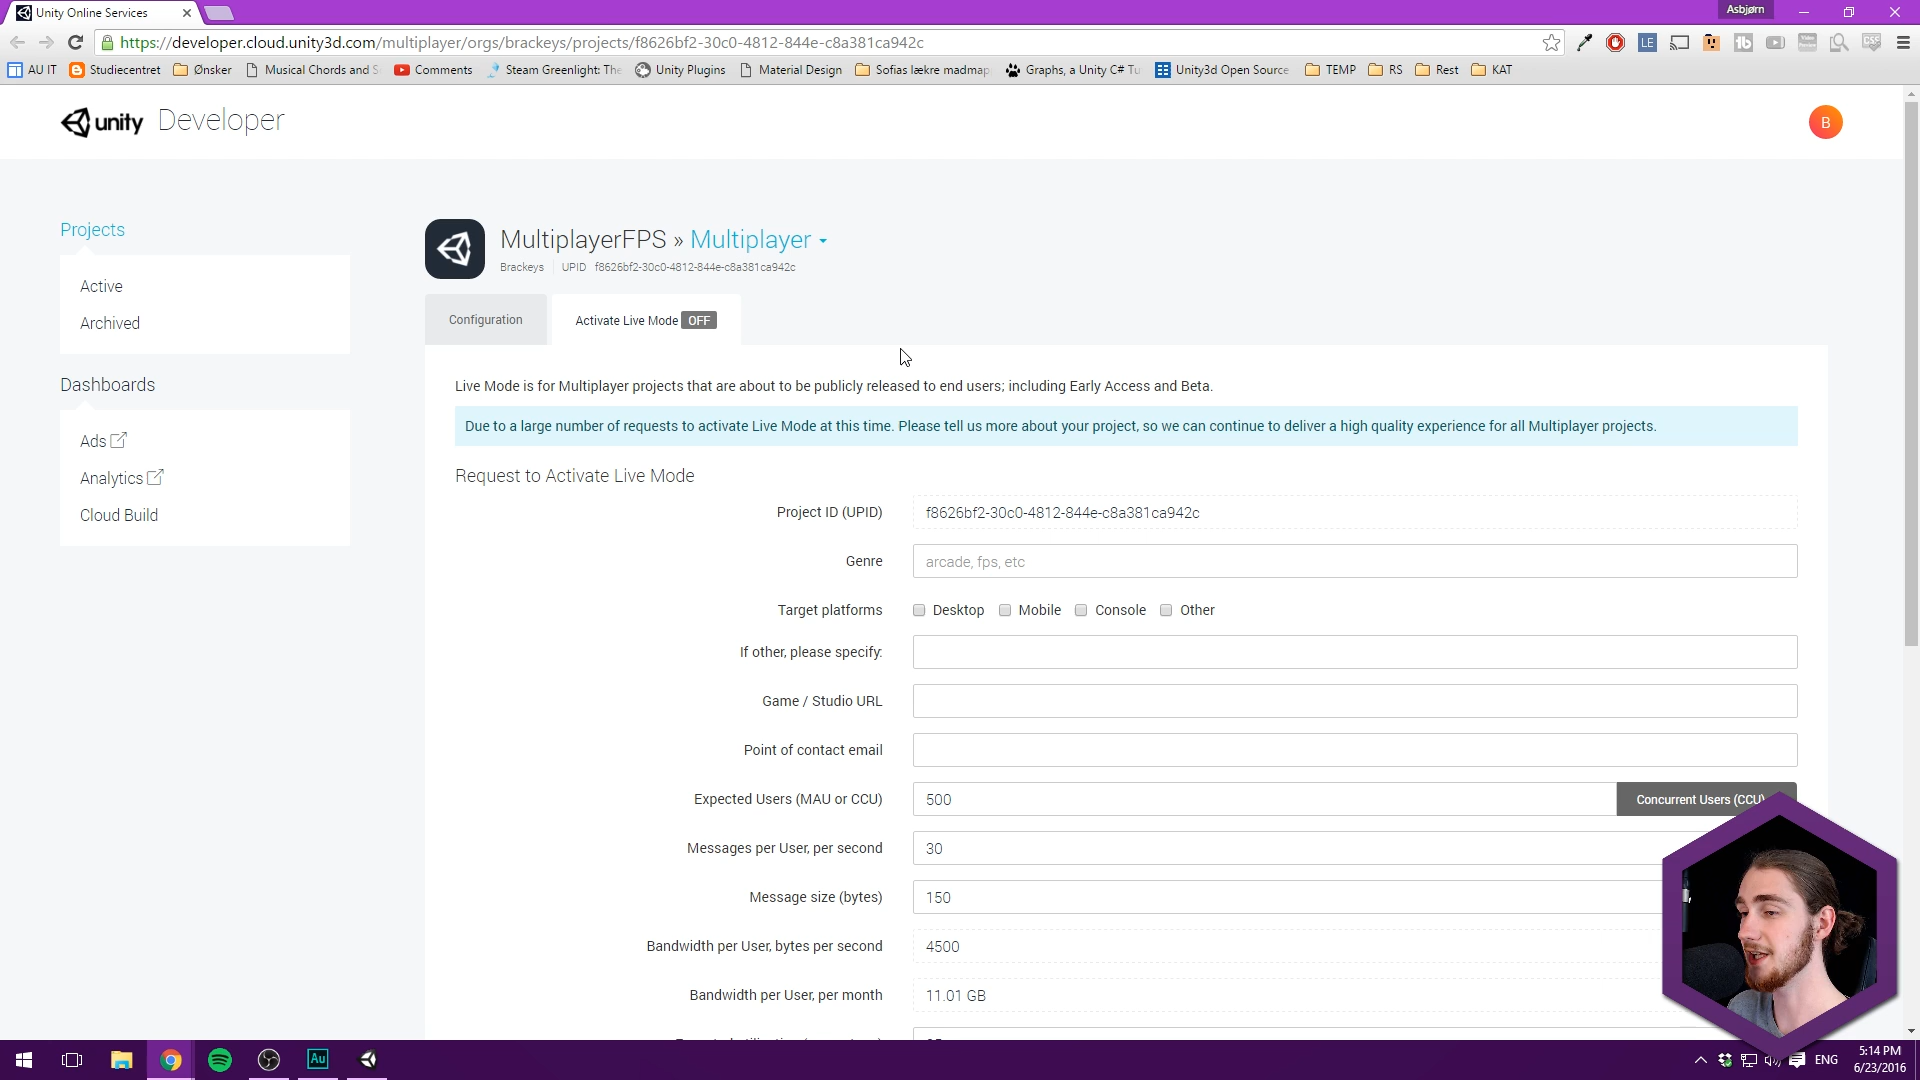 Unity Online Services
Asbjørn
https://developer.cloud.unity3d.com/multiplayer/orgs/brackeys/projects/f8626bf2-30c0-4812-844e-c8a381ca942c
AU IT
Studiecentret
Ønsker
Musical Chords and S
Comments
Steam Greenlight: The
Unity Plugins
Material Design
Sofias lækre madmap
Graphs, a Unity C# Tu
Unity3d Open Source
TEMP
RS
Rest
KAT
unity Developer
B
Projects
Active
Archived
Dashboards
Ads
Analytics
Cloud Build
MultiplayerFPS » Multiplayer
Brackeys UPID f8626bf2-30c0-4812-844e-c8a381ca942c
Configuration
Activate Live Mode OFF
Live Mode is for Multiplayer projects that are about to be publicly released to end users; including Early Access and Beta.
Due to a large number of requests to activate Live Mode at this time. Please tell us more about your project, so we can continue to deliver a high quality experience for all Multiplayer projects.
Request to Activate Live Mode
Project ID (UPID) f8626bf2-30c0-4812-844e-c8a381ca942c
Genre arcade, fps, etc
Target platforms Desktop Mobile Console Other
If other, please specify:
Game / Studio URL
Point of contact email
Expected Users (MAU or CCU) 500 Concurrent Users (CCU)
Messages per User, per second 30
Message size (bytes) 150
Bandwidth per User, bytes per second 4500
Bandwidth per User, per month 11.01 GB
Au
ENG
5:14 PM
6/23/2016